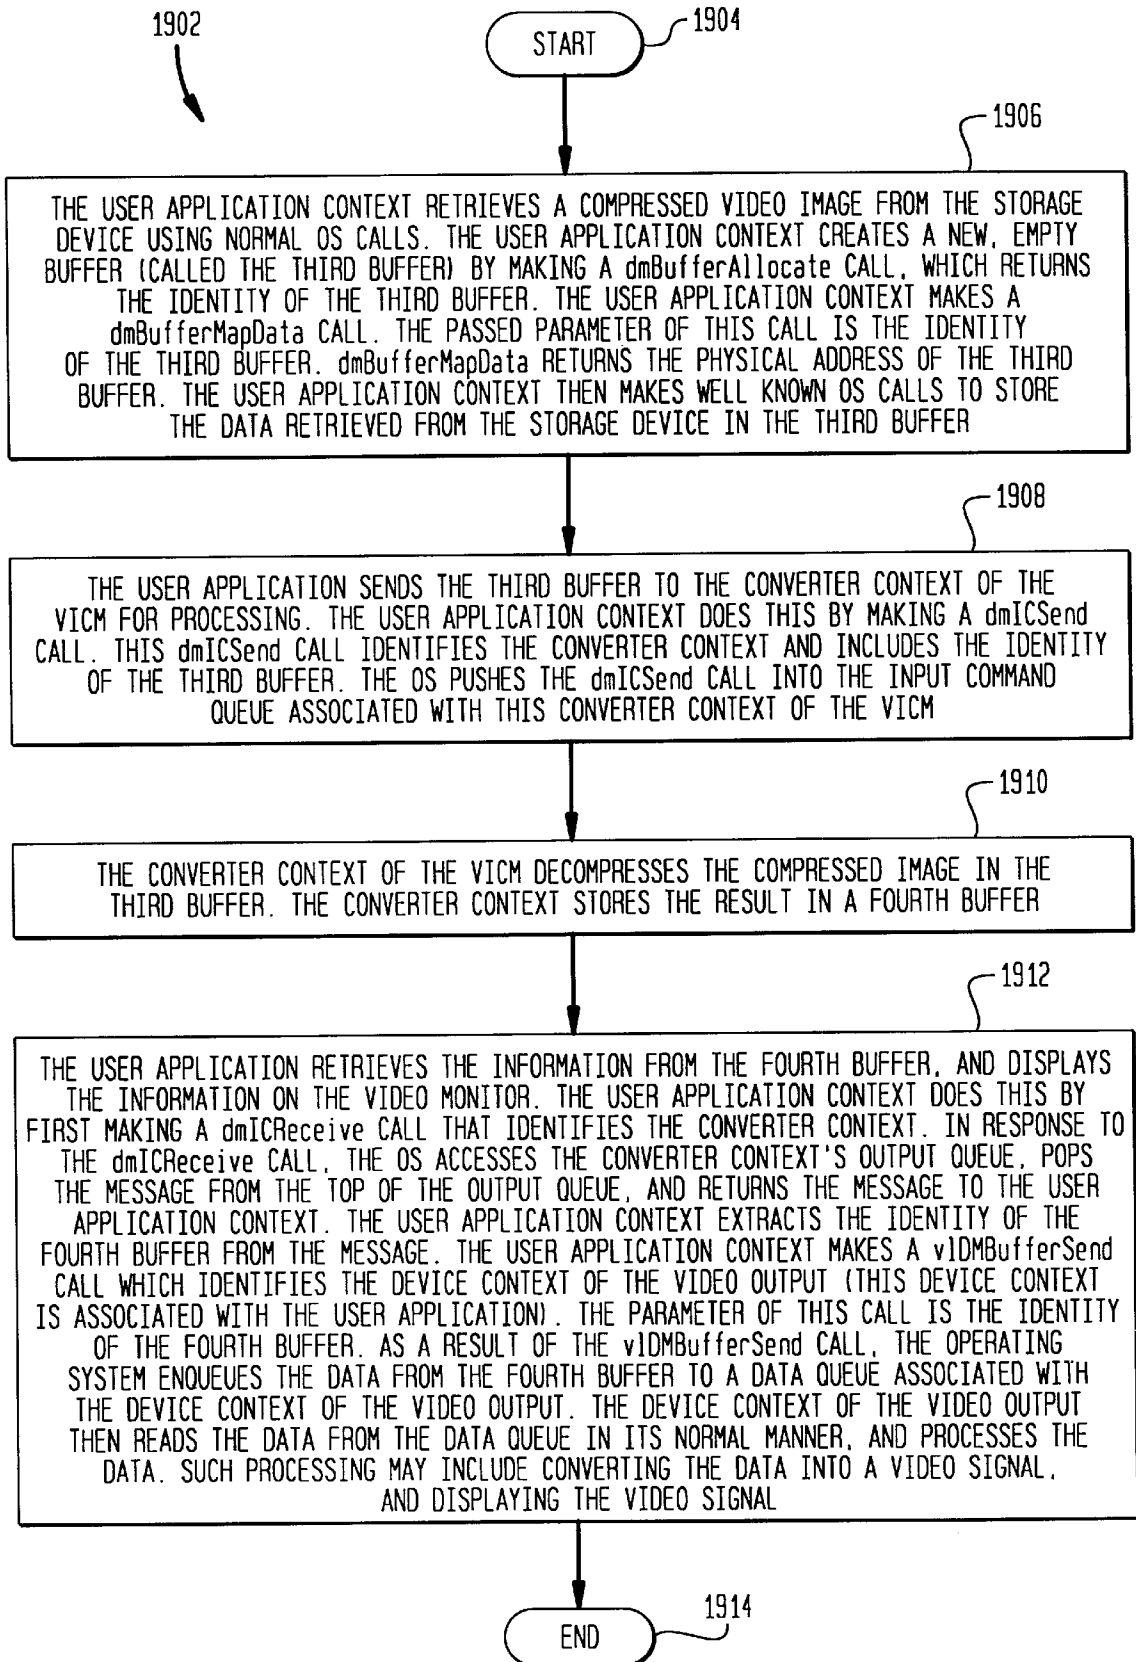 1902
START
1904
1906
THE USER APPLICATION CONTEXT RETRIEVES A COMPRESSED VIDEO IMAGE FROM THE STORAGE
DEVICE USING NORMAL OS CALLS. THE USER APPLICATION CONTEXT CREATES A NEW, EMPTY
BUFFER (CALLED THE THIRD BUFFER) BY MAKING A dmBufferAllocate CALL, WHICH RETURNS
THE IDENTITY OF THE THIRD BUFFER. THE USER APPLICATION CONTEXT MAKES A
dmBufferMapData CALL. THE PASSED PARAMETER OF THIS CALL IS THE IDENTITY
OF THE THIRD BUFFER. dmBufferMapData RETURNS THE PHYSICAL ADDRESS OF THE THIRD
BUFFER. THE USER APPLICATION CONTEXT THEN MAKES WELL KNOWN OS CALLS TO STORE
THE DATA RETRIEVED FROM THE STORAGE DEVICE IN THE THIRD BUFFER
1908
THE USER APPLICATION SENDS THE THIRD BUFFER TO THE CONVERTER CONTEXT OF THE
VICM FOR PROCESSING. THE USER APPLICATION CONTEXT DOES THIS BY MAKING A dmICSend
CALL. THIS dmICSend CALL IDENTIFIES THE CONVERTER CONTEXT AND INCLUDES THE IDENTITY
OF THE THIRD BUFFER. THE OS PUSHES THE dmICSend CALL INTO THE INPUT COMMAND
QUEUE ASSOCIATED WITH THIS CONVERTER CONTEXT OF THE VICM
1910
THE CONVERTER CONTEXT OF THE VICM DECOMPRESSES THE COMPRESSED IMAGE IN THE
THIRD BUFFER. THE CONVERTER CONTEXT STORES THE RESULT IN A FOURTH BUFFER
1912
THE USER APPLICATION RETRIEVES THE INFORMATION FROM THE FOURTH BUFFER, AND DISPLAYS
THE INFORMATION ON THE VIDEO MONITOR. THE USER APPLICATION CONTEXT DOES THIS BY
FIRST MAKING A dmICReceive CALL THAT IDENTIFIES THE CONVERTER CONTEXT. IN RESPONSE TO
THE dmICReceive CALL, THE OS ACCESSES THE CONVERTER CONTEXT'S OUTPUT QUEUE, POPS
THE MESSAGE FROM THE TOP OF THE OUTPUT QUEUE, AND RETURNS THE MESSAGE TO THE USER
APPLICATION CONTEXT. THE USER APPLICATION CONTEXT EXTRACTS THE IDENTITY OF THE
FOURTH BUFFER FROM THE MESSAGE. THE USER APPLICATION CONTEXT MAKES A vlDMBufferSend
CALL WHICH IDENTIFIES THE DEVICE CONTEXT OF THE VIDEO OUTPUT (THIS DEVICE CONTEXT
IS ASSOCIATED WITH THE USER APPLICATION). THE PARAMETER OF THIS CALL IS THE IDENTITY
OF THE FOURTH BUFFER. AS A RESULT OF THE vlDMBufferSend CALL, THE OPERATING
SYSTEM ENQUEUES THE DATA FROM THE FOURTH BUFFER TO A DATA QUEUE ASSOCIATED WITH
THE DEVICE CONTEXT OF THE VIDEO OUTPUT. THE DEVICE CONTEXT OF THE VIDEO OUTPUT
THEN READS THE DATA FROM THE DATA QUEUE IN ITS NORMAL MANNER, AND PROCESSES THE
DATA. SUCH PROCESSING MAY INCLUDE CONVERTING THE DATA INTO A VIDEO SIGNAL,
AND DISPLAYING THE VIDEO SIGNAL
1914
END